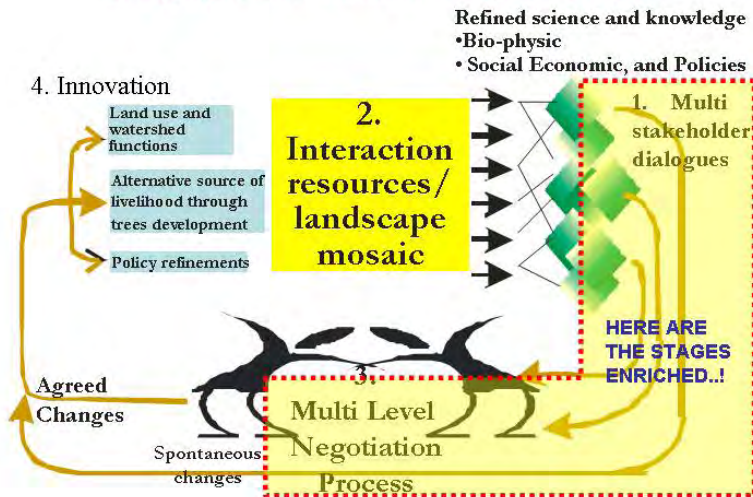 Refined science and knowledge
•Bio-physic
• Social Economic, and Policies
4. Innovation
Land use and
watershed
functions
Alternative source of
livelihood through
trees development
Policy refinements
2.
Interaction
resources/
landscape
mosaic
1. Multi
stakeholder
dialogues
HERE ARE
THE STAGES
ENRICHED..!
3.
Multi Level
Negotiation
Process
Agreed
Changes
Spontaneous
changes